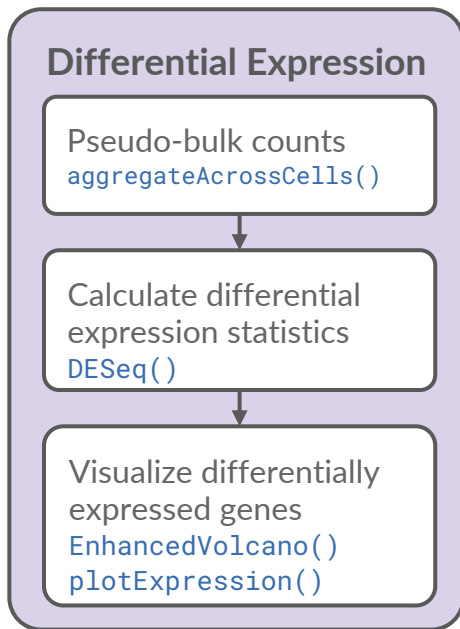 Differential Expression
Pseudo-bulk counts
aggregateAcrossCells()
Calculate differential
expression statistics
DESeq()
Visualize differentially
expressed genes
EnhancedVolcano()
plotExpression()